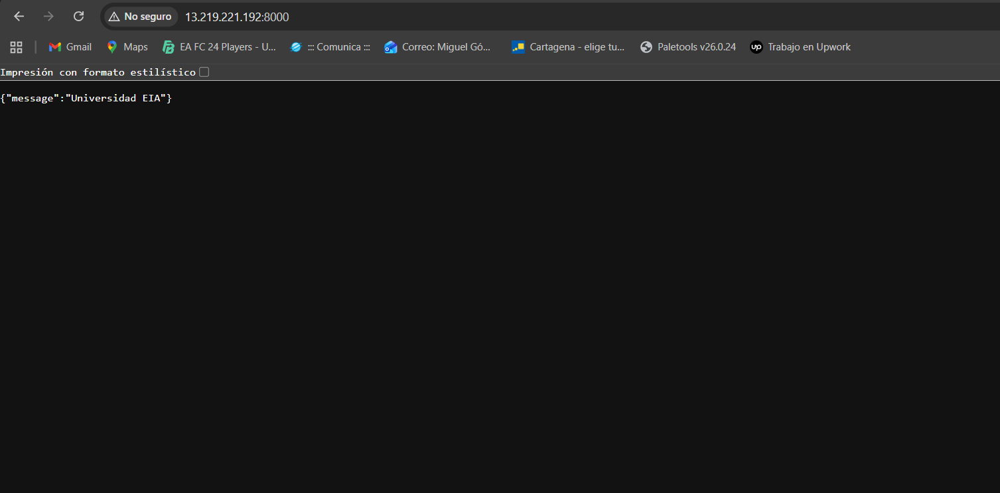 No seguro 13.219.221.192:8000
Gmail Maps EA FC 24 Players - U... ::: Comunica ::: Correo: Miguel Gó... Cartagena - elige tu... Paletools v26.0.24 up Trabajo en Upwork
Impresión con formato estilístico
{"message":"Universidad EIA"}